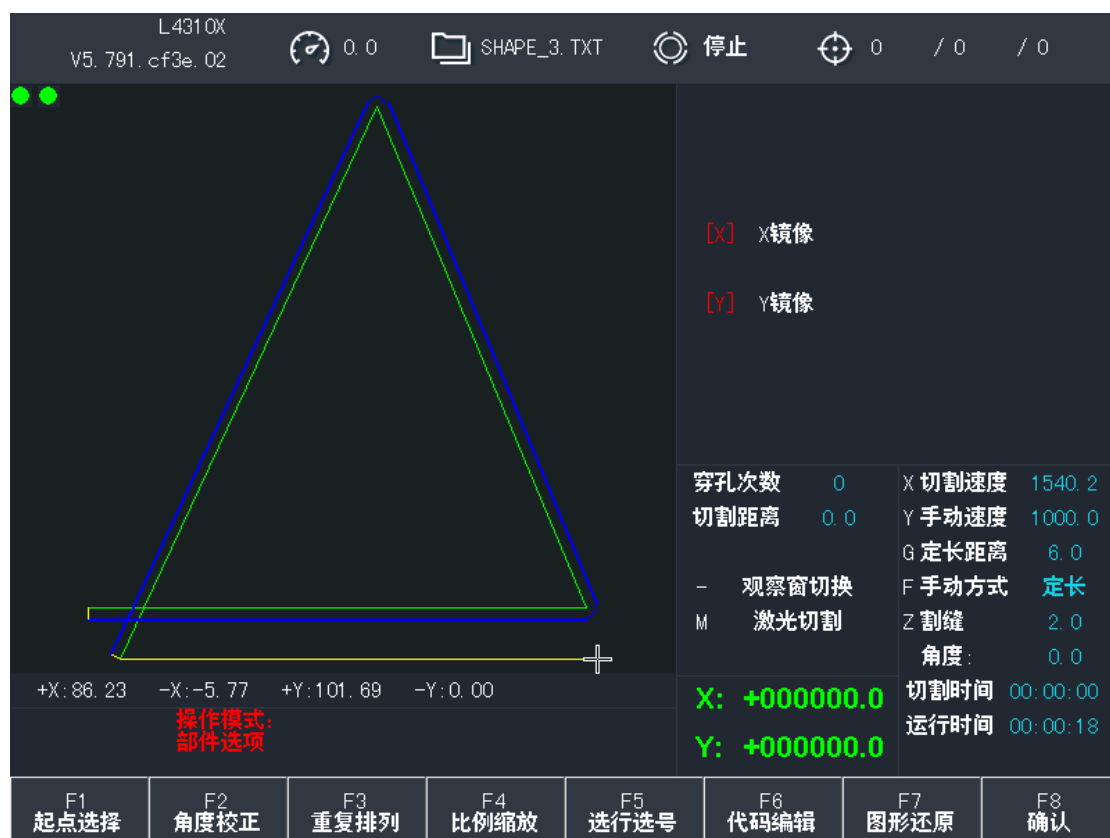 L4310X
V5.791.cf3e.02
0.0
SHAPE_3.TXT
停止
0 /0 /0
[X] X镜像
[Y] Y镜像
穿孔次数 0
切割距离 0.0
- 观察窗切换
M 激光切割
X 切割速度 1540.2
Y 手动速度 1000.0
G 定长距离 6.0
F 手动方式 定长
Z 割缝 2.0
角度: 0.0
+X:86.23 -X:-5.77 +Y:101.69 -Y:0.00
操作模式:
部件选项
X: +000000.0
Y: +000000.0
切割时间 00:00:00
运行时间 00:00:18
F1
起点选择
F2
角度校正
F3
重复排列
F4
比例缩放
F5
选行选号
F6
代码编辑
F7
图形还原
F8
确认